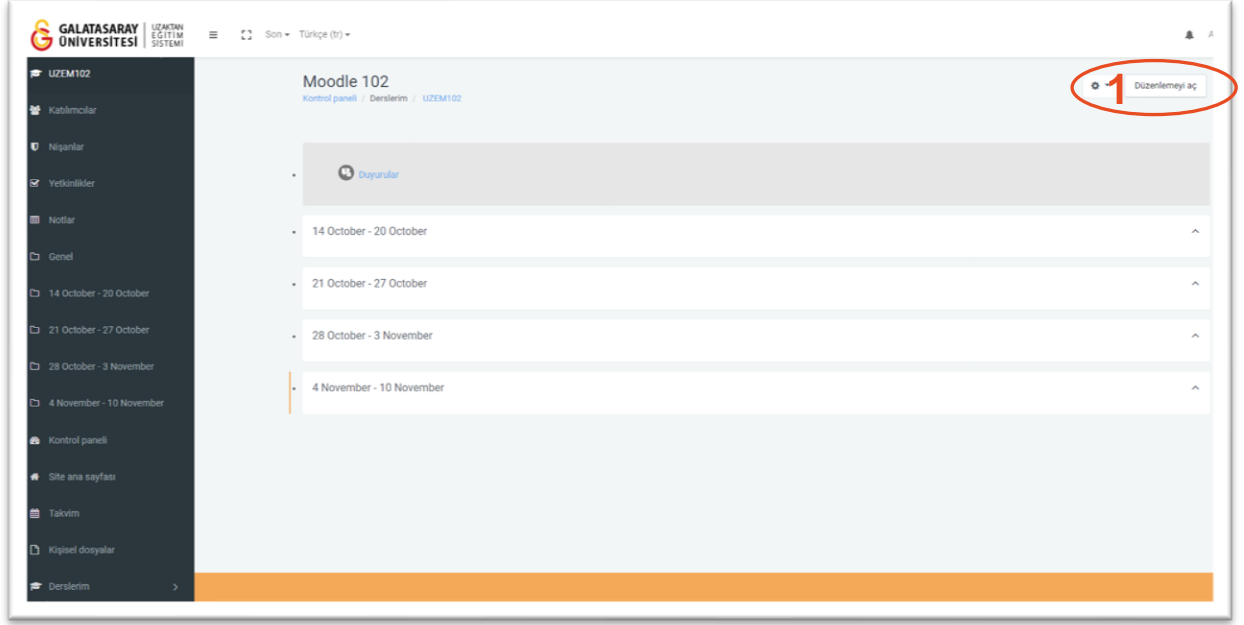 GALATASARAY ÜNİVERSİTESİ
UZAKTAN EĞİTİM SİSTEMİ
Son
Türkçe (tr)
UZEM102
Katılımcılar
Nişanlar
Yetkinlikler
Notlar
Genel
14 October - 20 October
21 October - 27 October
28 October - 3 November
4 November - 10 November
Kontrol paneli
Site ana sayfası
Takvim
Kişisel dosyalar
Derslerim
Moodle 102
Kontrol paneli / Derslerim / UZEM102
1
Düzenlemeyi aç
Duyurular
14 October - 20 October
21 October - 27 October
28 October - 3 November
4 November - 10 November